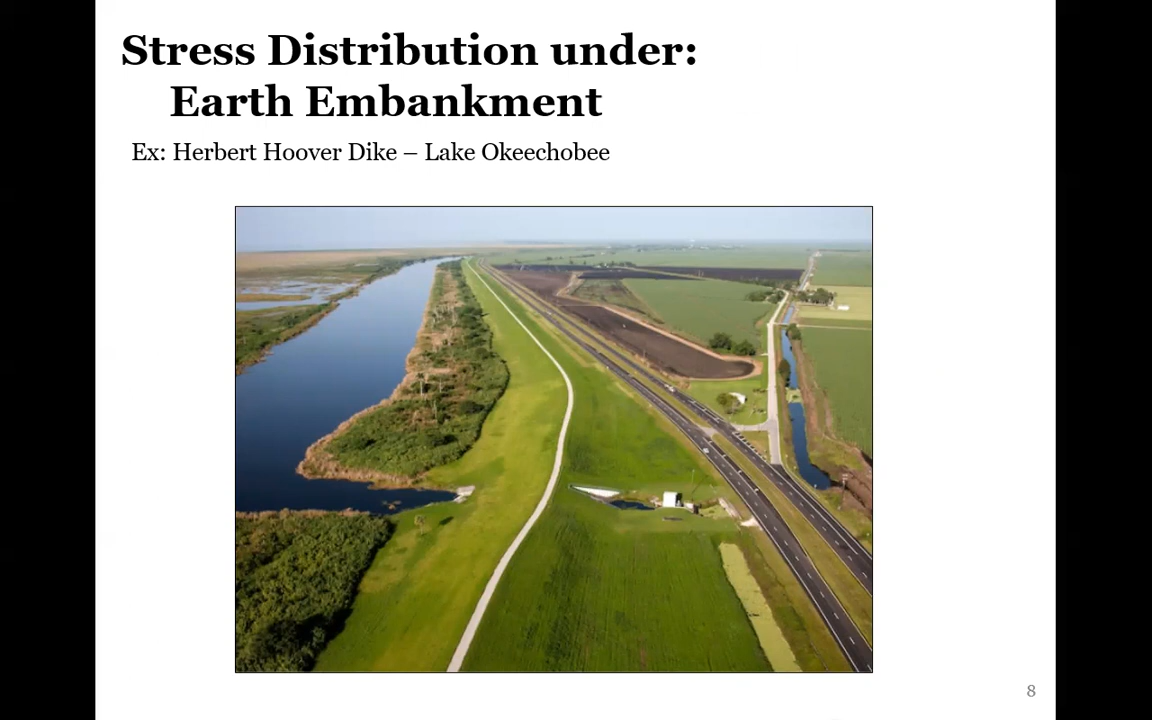 Stress Distribution under:
Earth Embankment
Ex: Herbert Hoover Dike – Lake Okeechobee
8